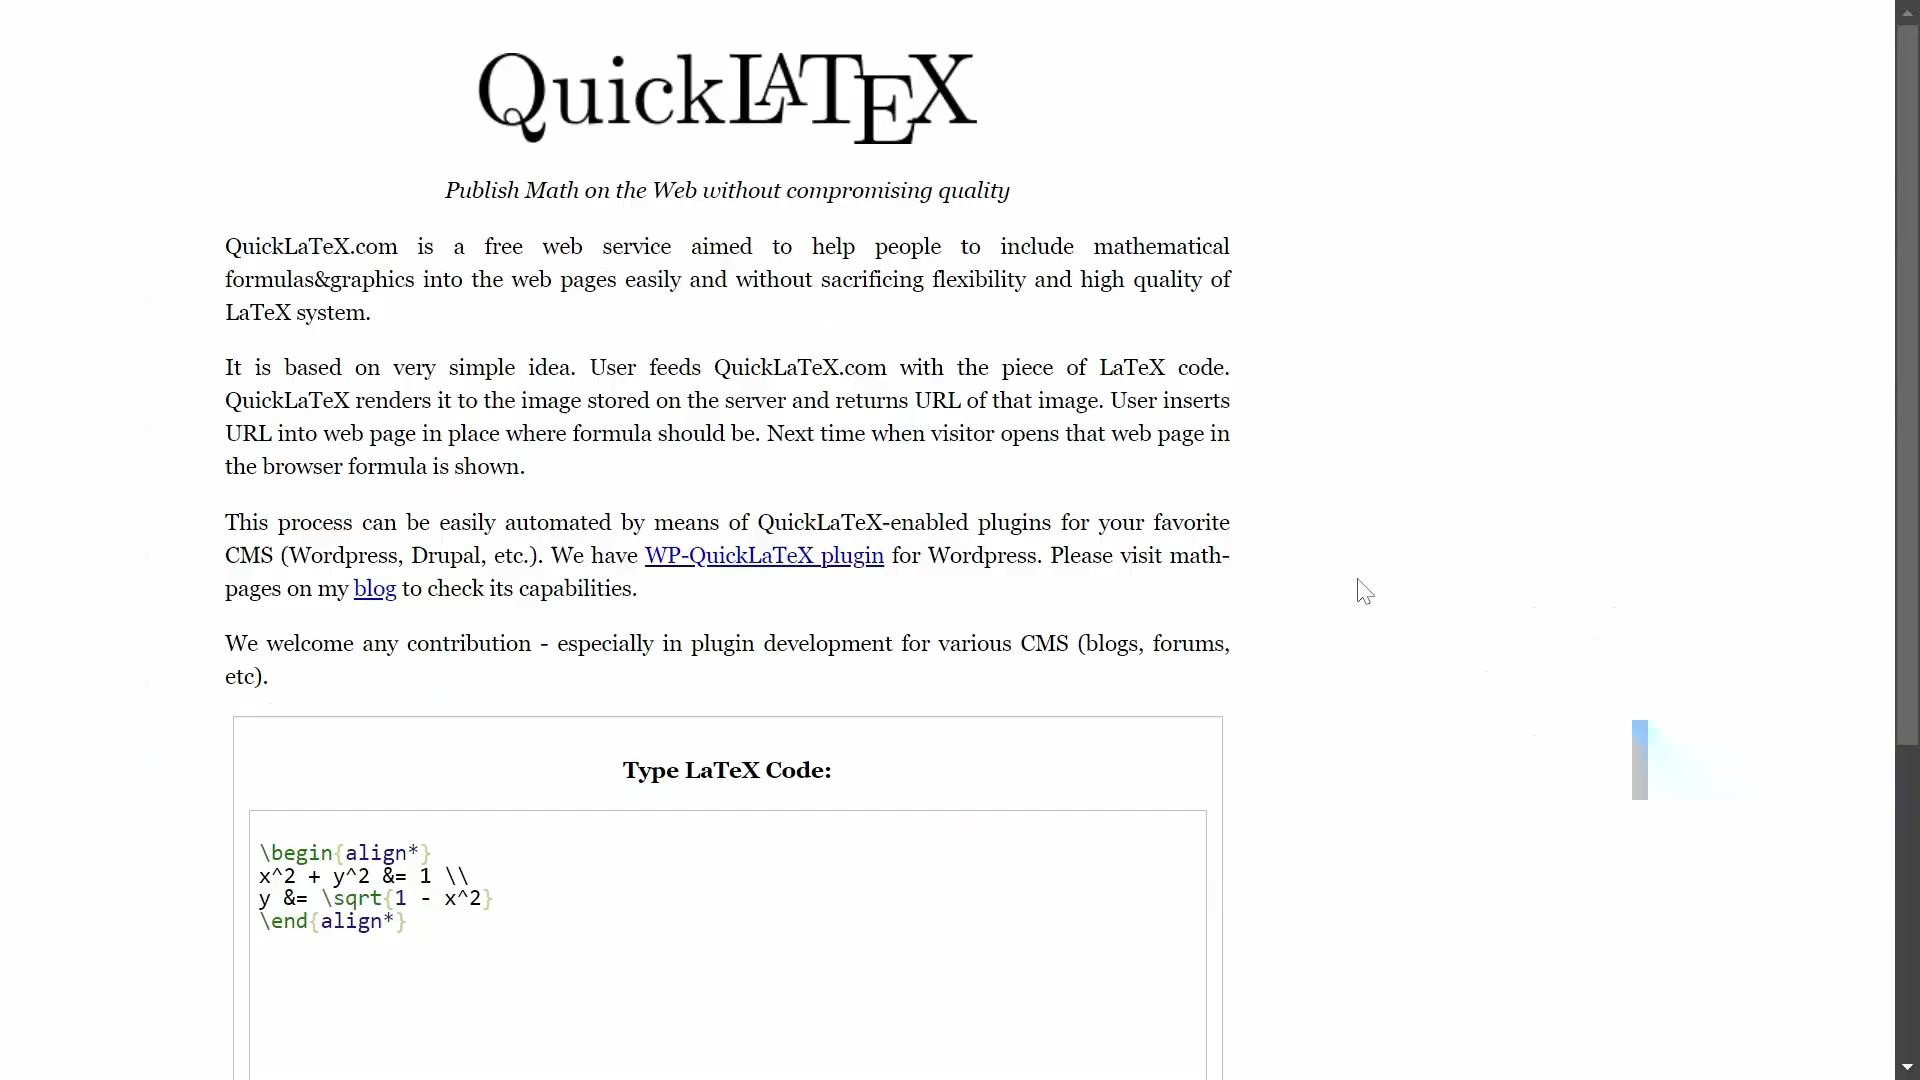 QuickLATEX
Publish Math on the Web without compromising quality
QuickLaTeX.com is a free web service aimed to help people to include mathematical
formulas&graphics into the web pages easily and without sacrificing flexibility and high quality of
LaTeX system.
It is based on very simple idea. User feeds QuickLaTeX.com with the piece of LaTeX code.
QuickLaTeX renders it to the image stored on the server and returns URL of that image. User inserts
URL into web page in place where formula should be. Next time when visitor opens that web page in
the browser formula is shown.
This process can be easily automated by means of QuickLaTeX-enabled plugins for your favorite
CMS (Wordpress, Drupal, etc.). We have WP-QuickLaTeX plugin for Wordpress. Please visit math-
pages on my blog to check its capabilities.
We welcome any contribution - especially in plugin development for various CMS (blogs, forums,
etc).
Type LaTeX Code:
\begin{align*}
x^2 + y^2 &= 1 \\
y &= \sqrt{1 - x^2}
\end{align*}